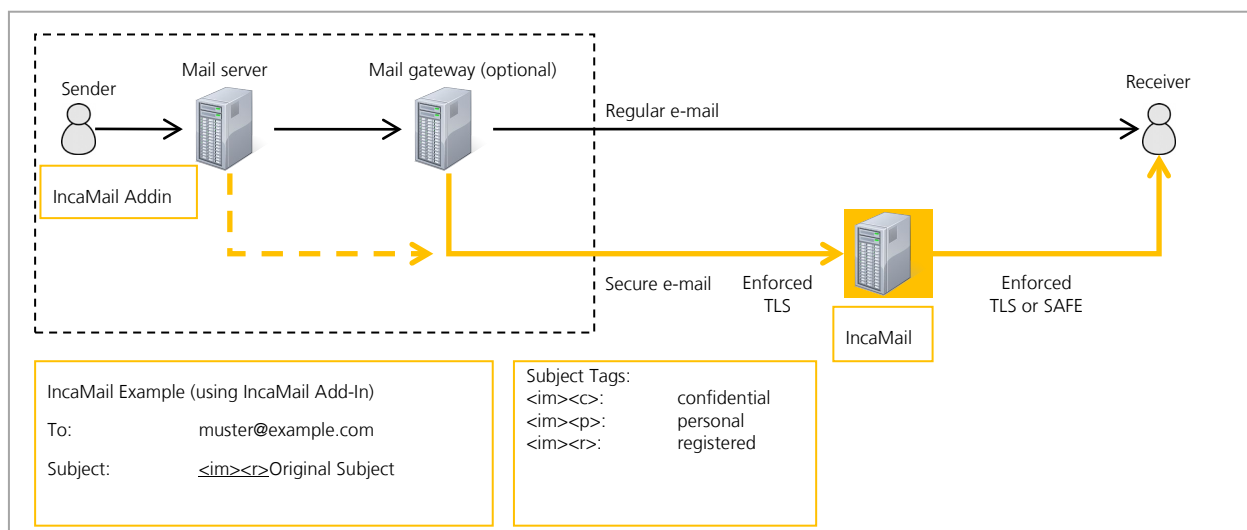 Sender
Mail server
Mail gateway (optional)
Receiver
Regular e-mail
IncaMail Addin
Secure e-mail
Enforced
TLS
Enforced
TLS or SAFE
IncaMail
IncaMail Example (using IncaMail Add-In)
To: muster@example.com
Subject: <im><r>Original Subject
Subject Tags:
<im><c>: confidential
<im><p>: personal
<im><r>: registered